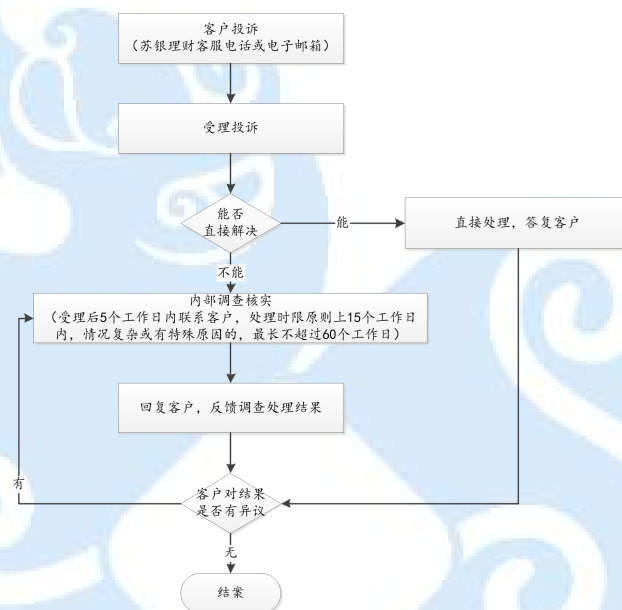 客户投诉
（苏银理财客服电话或电子邮箱）
受理投诉
能否
直接解决
能
直接处理，答复客户
不能
内部调查核实
（受理后5个工作日内联系客户，处理时限原则上15个工作日
内，情况复杂或有特殊原因的，最长不超过60个工作日）
回复客户，反馈调查处理结果
有
客户对结果
是否有异议
无
结案